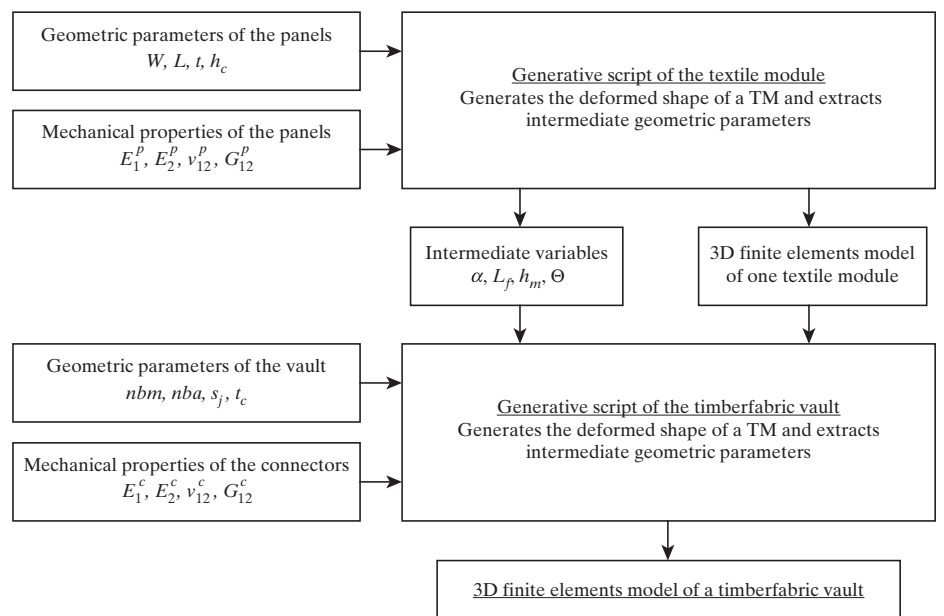 Geometric parameters of the panels
W, L, t, h_c
Generative script of the textile module
Generates the deformed shape of a TM and extracts
intermediate geometric parameters
Mechanical properties of the panels
E_1^p, E_2^p, ν_12^p, G_12^p
Intermediate variables
α, L_f, h_m, Θ
3D finite elements model
of one textile module
Geometric parameters of the vault
nbm, nba, s_j, t_c
Generative script of the timberfabric vault
Generates the deformed shape of a TM and extracts
intermediate geometric parameters
Mechanical properties of the connectors
E_1^c, E_2^c, ν_12^c, G_12^c
3D finite elements model of a timberfabric vault